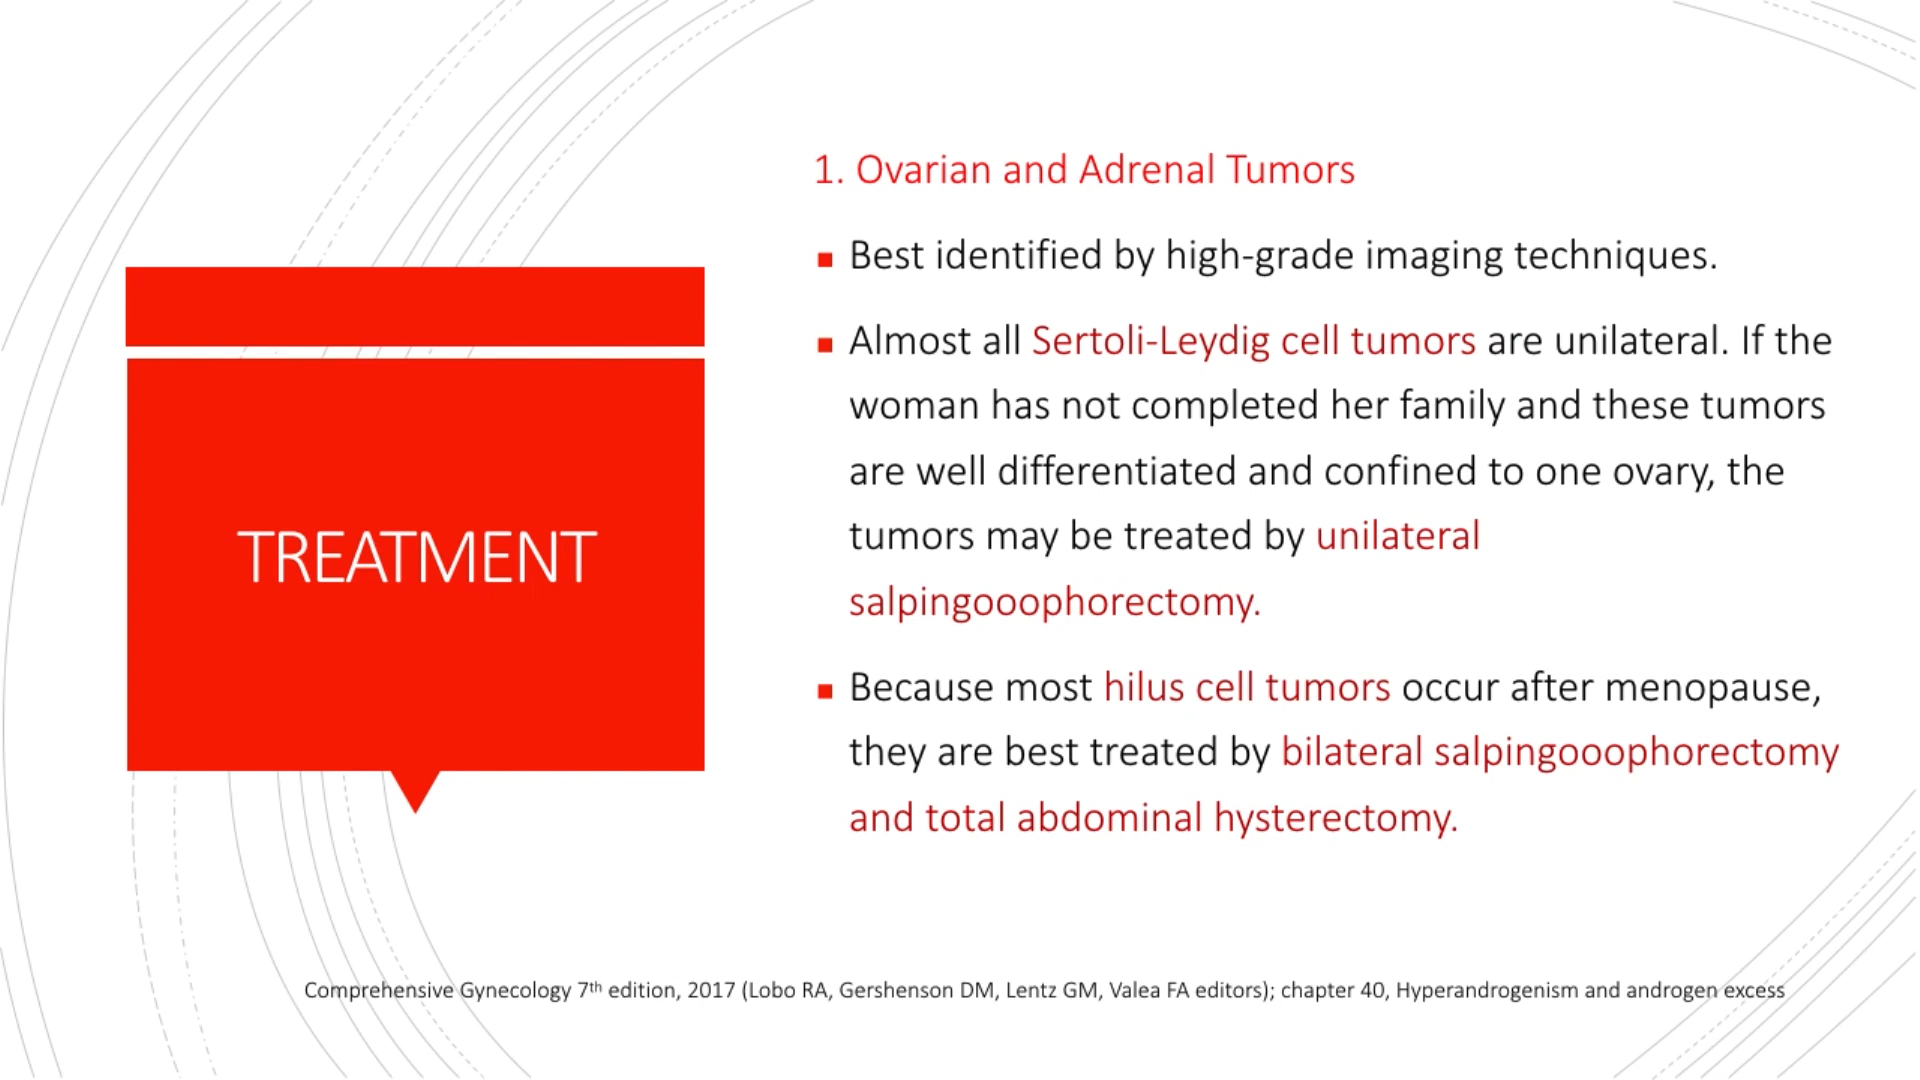 1. Ovarian and Adrenal Tumors
Best identified by high-grade imaging techniques.
Almost all Sertoli-Leydig cell tumors are unilateral. If the
woman has not completed her family and these tumors
are well differentiated and confined to one ovary, the
tumors may be treated by unilateral
salpingooophorectomy.
Because most hilus cell tumors occur after menopause,
they are best treated by bilateral salpingooophorectomy
and total abdominal hysterectomy.
TREATMENT
Comprehensive Gynecology 7th edition, 2017 (Lobo RA, Gershenson DM, Lentz GM, Valea FA editors); chapter 40, Hyperandrogenism and androgen excess